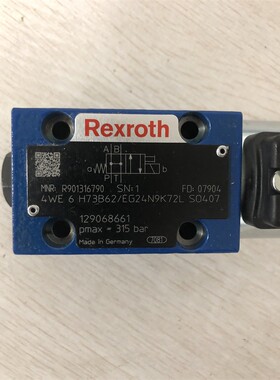 Rexroth
A B
a b
P T
MNR: R901316790 SN: 1 FD: 07904
4WE 6 H73B62/EG24N9K72L SO407
129068661
pmax = 315 bar
Made in Germany